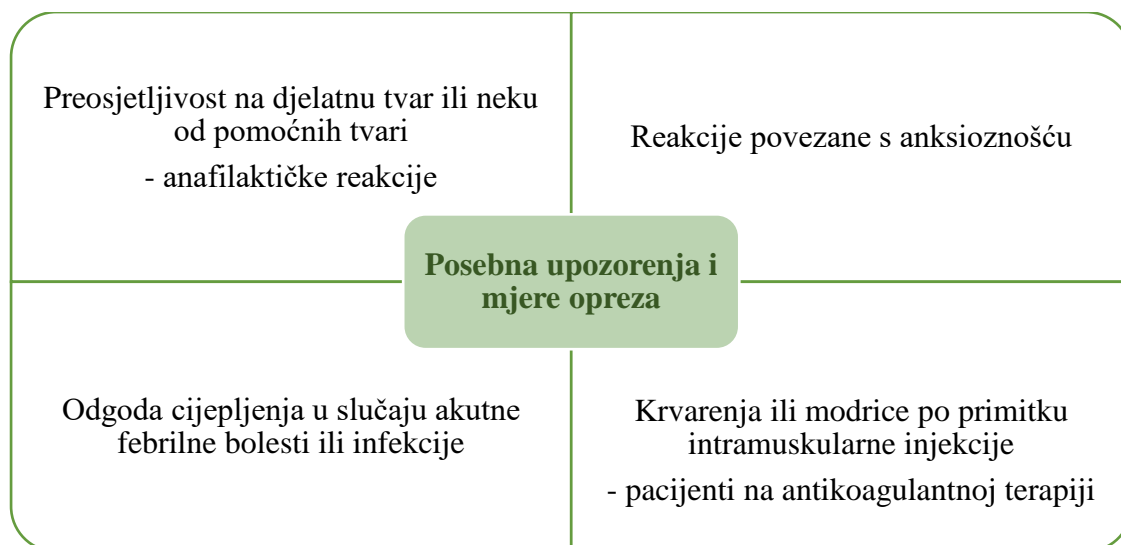 Preosjetljivost na djelatnu tvar ili neku
od pomoćnih tvari
- anafilaktičke reakcije
Reakcije povezane s anksioznošću
Posebna upozorenja i
mjere opreza
Odgoda cijepljenja u slučaju akutne
febrilne bolesti ili infekcije
Krvarenja ili modrice po primitku
intramuskularne injekcije
- pacijenti na antikoagulantnoj terapiji